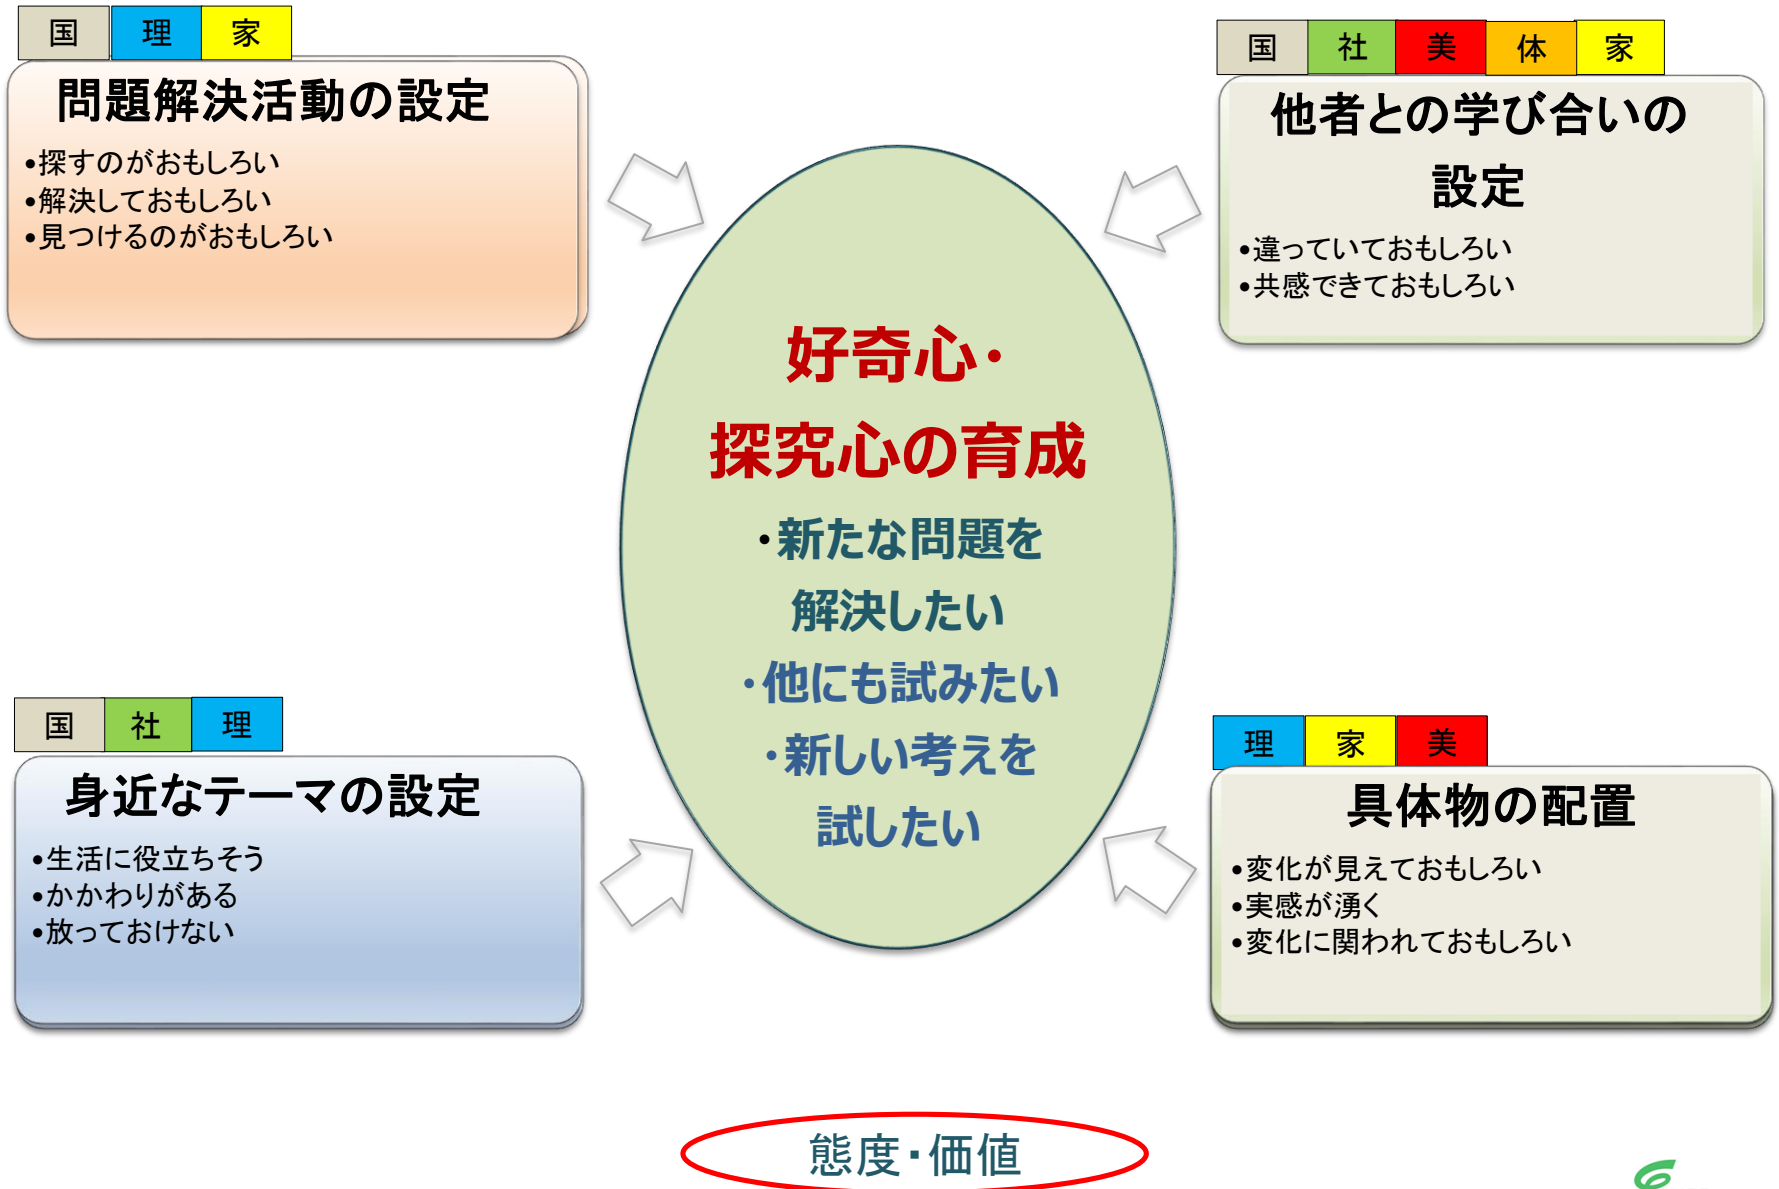 国 理 家
問題解決活動の設定
•探すのがおもしろい
•解決しておもしろい
•見つけるのがおもしろい
国 社 美 体 家
他者との学び合いの
設定
•違っていておもしろい
•共感できておもしろい
好奇心・
探究心の育成
・新たな問題を
解決したい
・他にも試みたい
・新しい考えを
試したい
国 社 理
身近なテーマの設定
•生活に役立ちそう
•かかわりがある
•放っておけない
理 家 美
具体物の配置
•変化が見えておもしろい
•実感が湧く
•変化に関われておもしろい
態度・価値